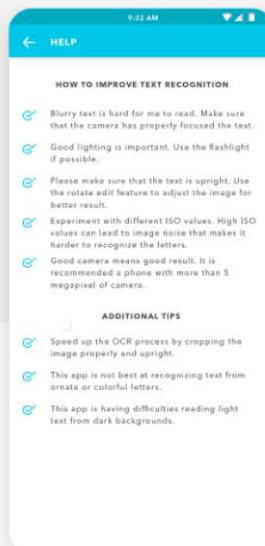 9:32 AM
HELP
HOW TO IMPROVE TEXT RECOGNITION
Blurry text is hard for me to read. Make sure
that the camera has properly focused the text.
Good lighting is important. Use the flashlight
if possible.
Please make sure that the text is upright. Use
the rotate edit feature to adjust the image for
better result.
Experiment with different ISO values. High ISO
values can lead to image noise that makes it
harder to recognize the letters.
Good camera means good result. It is
recommended a phone with more than 5
megapixel of camera.
ADDITIONAL TIPS
Speed up the OCR process by cropping the
image properly and upright.
This app is not best at recognizing text from
ornate or colorful letters.
This app is having difficulties reading light
text from dark backgrounds.